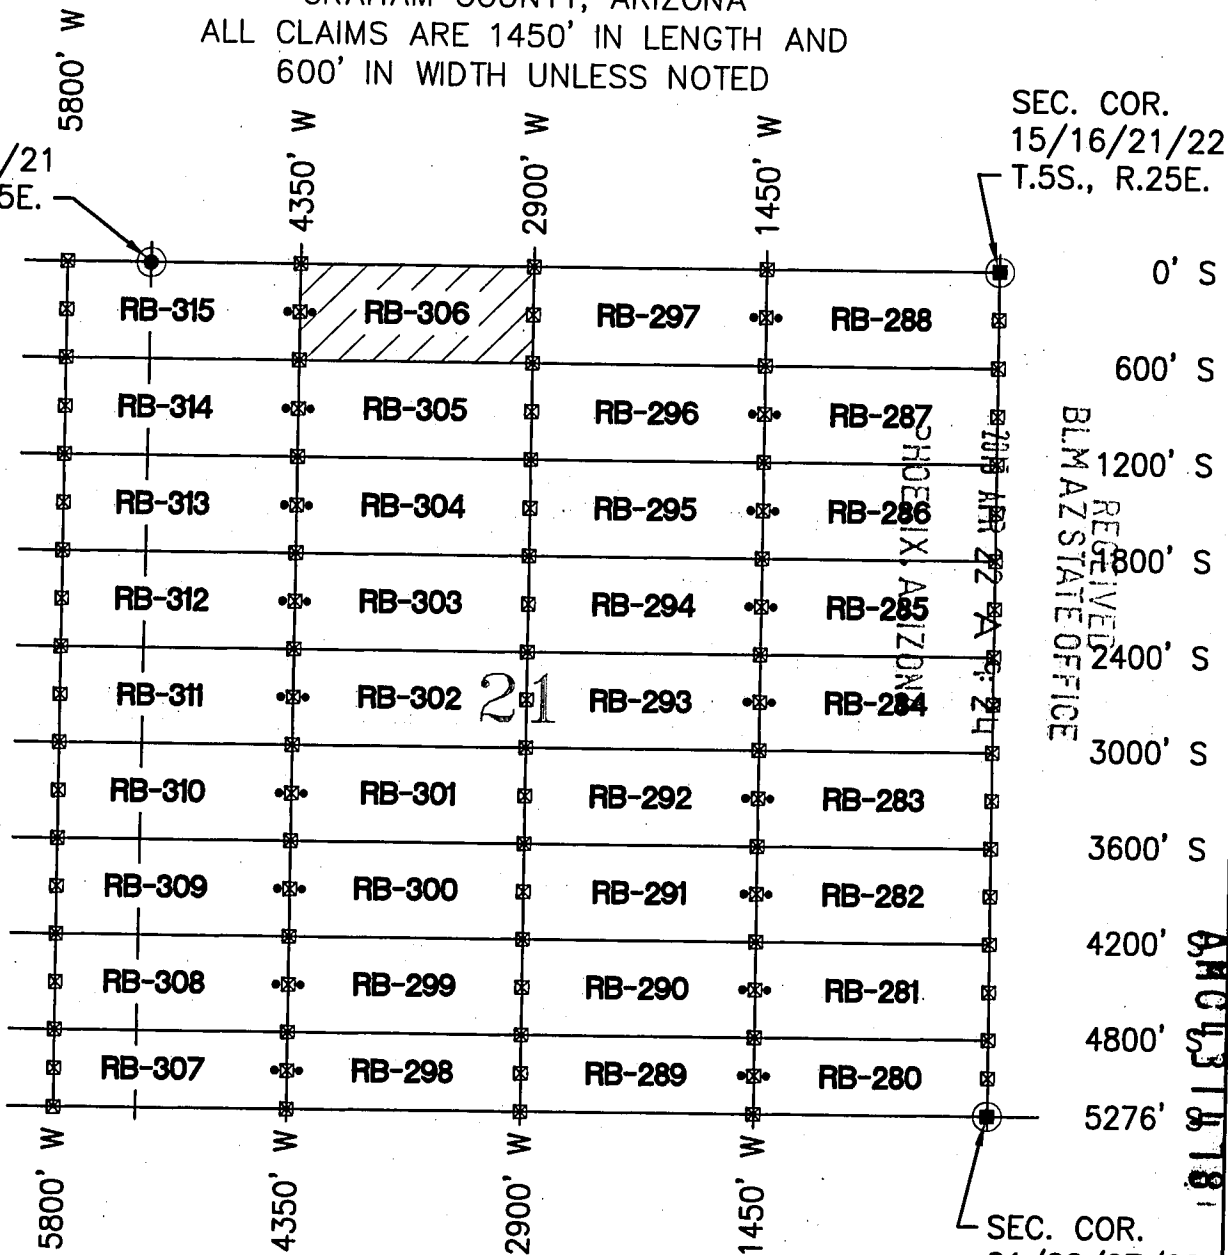 ALL CLAIMS ARE 1450' IN LENGTH AND
600' IN WIDTH UNLESS NOTED
5800' W
4350' W
2900' W
1450' W
SEC. COR.
15/16/21/22
T.5S., R.25E.
/21
5E.
0' S
RB-315 RB-306 RB-297 RB-288
600' S
RB-314 RB-305 RB-296 RB-287
1200' S
RB-313 RB-304 RB-295 RB-286
1800' S
RB-312 RB-303 RB-294 RB-285
2400' S
RB-311 RB-302 21 RB-293 RB-284
3000' S
RB-310 RB-301 RB-292 RB-283
3600' S
RB-309 RB-300 RB-291 RB-282
4200' S
RB-308 RB-299 RB-290 RB-281
4800' S
RB-307 RB-298 RB-289 RB-280
5276' S
5800' W
4350' W
2900' W
1450' W
SEC. COR.
RECEIVED
BLM AZ STATE OFFICE
PHOENIX, ARIZONA